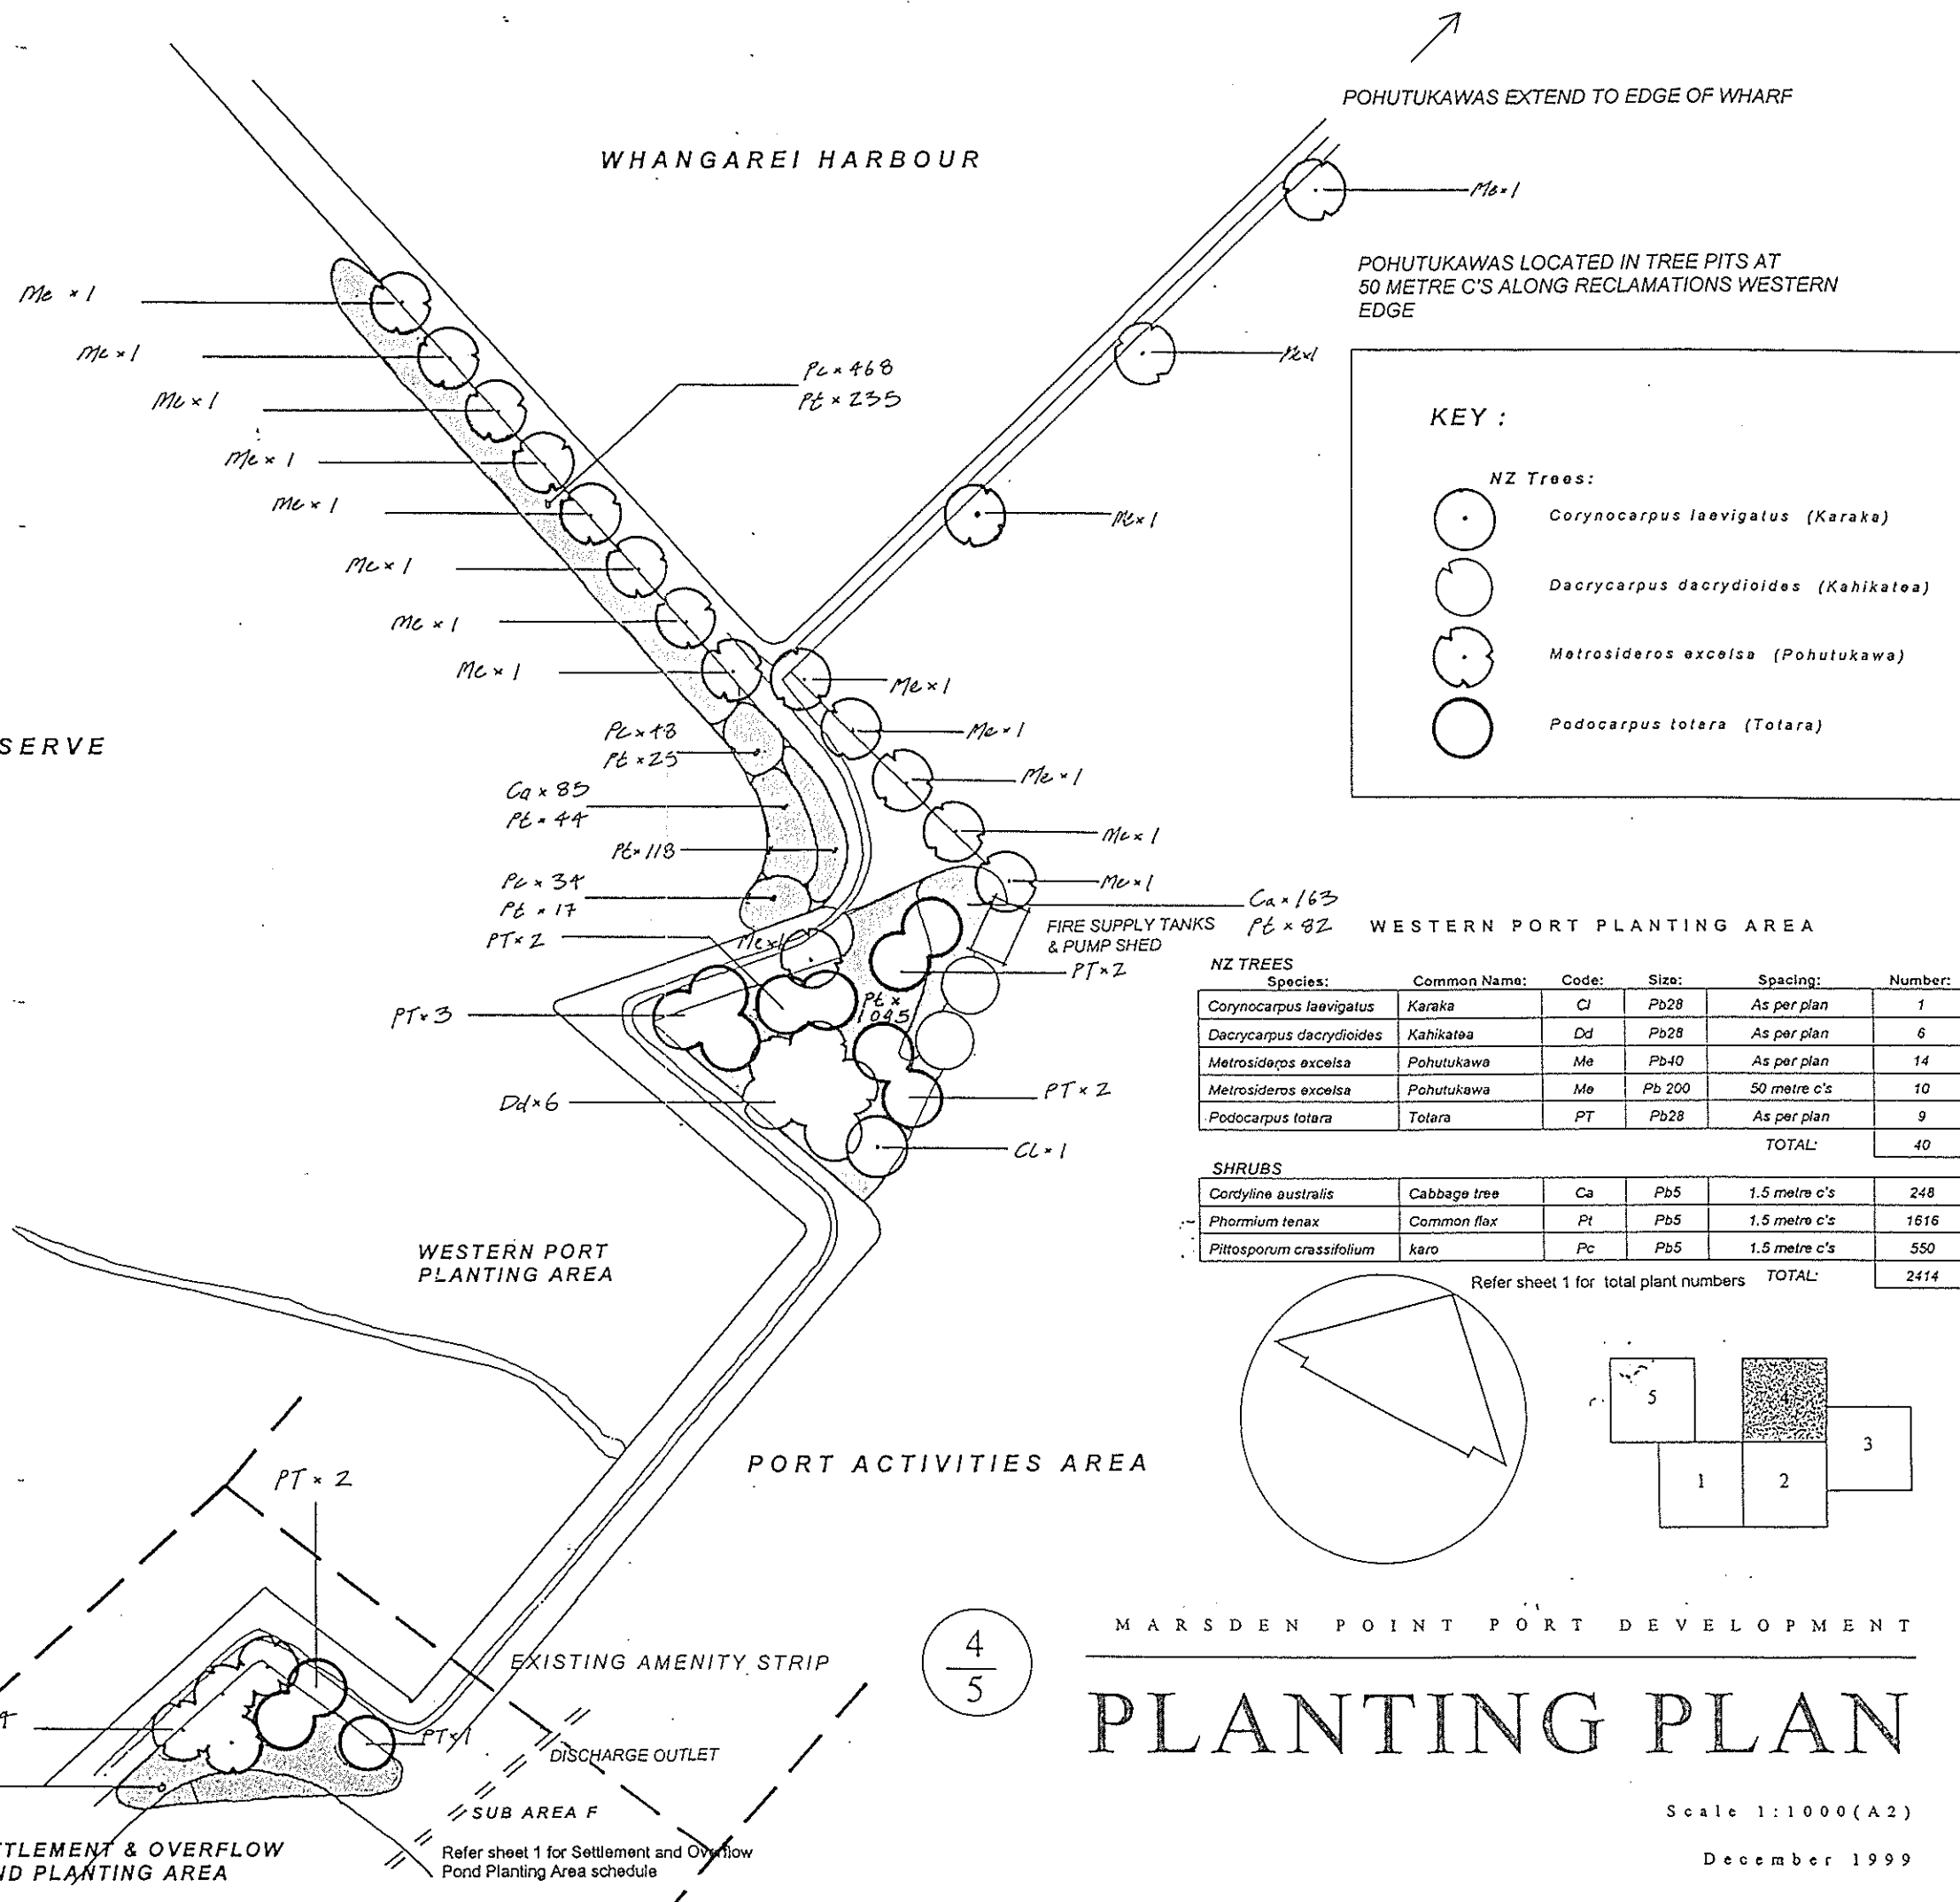 POHUTUKAWAS EXTEND TO EDGE OF WHARF
WHANGAREI HARBOUR
Me × 1
POHUTUKAWAS LOCATED IN TREE PITS AT
50 METRE C'S ALONG RECLAMATIONS WESTERN
EDGE
Me × 1
Me × 1
Me × 1
Me × 1
Me × 1
Me × 1
Me × 1
Me × 1
Me × 1
Me × 1
Me × 1
Pc × 468
Pt × 235
KEY :
NZ Trees:
Corynocarpus laevigatus (Karaka)
Dacrycarpus dacrydioides (Kahikatea)
Metrosideros excelsa (Pohutukawa)
Podocarpus totara (Totara)
Me × 1
Me × 1
Me × 1
Me × 1
Me × 1
SERVE
Pc × 48
Pt × 25
Ca × 85
Pt × 44
Pt × 118
Pc × 34
Pt × 17
PT × 2
Me × 1
Ca × 163
Pt × 82
FIRE SUPPLY TANKS
& PUMP SHED
PT × 2
PT × 3
Pt ×
1095
Dd × 6
PT × 2
CL × 1
WESTERN PORT PLANTING AREA
NZ TREES
Species: Common Name: Code: Size: Spacing: Number:
Corynocarpus laevigatus Karaka Cl Pb28 As per plan 1
Dacrycarpus dacrydioides Kahikatea Dd Pb28 As per plan 6
Metrosideros excelsa Pohutukawa Me Pb40 As per plan 14
Metrosideros excelsa Pohutukawa Me Pb 200 50 metre c's 10
Podocarpus totara Totara PT Pb28 As per plan 9
TOTAL: 40
SHRUBS
Cordyline australis Cabbage tree Ca Pb5 1.5 metre c's 248
Phormium tenax Common flax Pt Pb5 1.5 metre c's 1616
Pittosporum crassifolium karo Pc Pb5 1.5 metre c's 550
Refer sheet 1 for total plant numbers TOTAL: 2414
WESTERN PORT
PLANTING AREA
5
4
3
1
2
PORT ACTIVITIES AREA
PT × 2
EXISTING AMENITY STRIP
PT × 1
DISCHARGE OUTLET
SUB AREA F
Refer sheet 1 for Settlement and Overflow
Pond Planting Area schedule
TLEMENT & OVERFLOW
ND PLANTING AREA
4
5
MARSDEN POINT PORT DEVELOPMENT
PLANTING PLAN
Scale 1:1000(A2)
December 1999